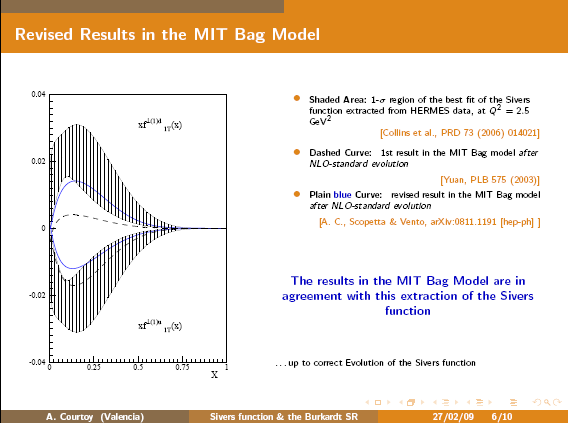 Revised Results in the MIT Bag Model
0.04
0.02
0
-0.02
-0.04
xf⊥(1)d 1T(x)
xf⊥(1)u 1T(x)
0 0.25 0.5 0.75 1
X
Shaded Area: 1-σ region of the best fit of the Sivers
function extracted from HERMES data, at Q² = 2.5
GeV²
[Collins et al., PRD 73 (2006) 014021]
Dashed Curve: 1st result in the MIT Bag model after
NLO-standard evolution
[Yuan, PLB 575 (2003)]
Plain blue Curve: revised result in the MIT Bag model
after NLO-standard evolution
[A. C., Scopetta & Vento, arXiv:0811.1191 [hep-ph] ]
The results in the MIT Bag Model are in
agreement with this extraction of the Sivers
function
...up to correct Evolution of the Sivers function
A. Courtoy (Valencia) Sivers function & the Burkardt SR 27/02/09 6/10